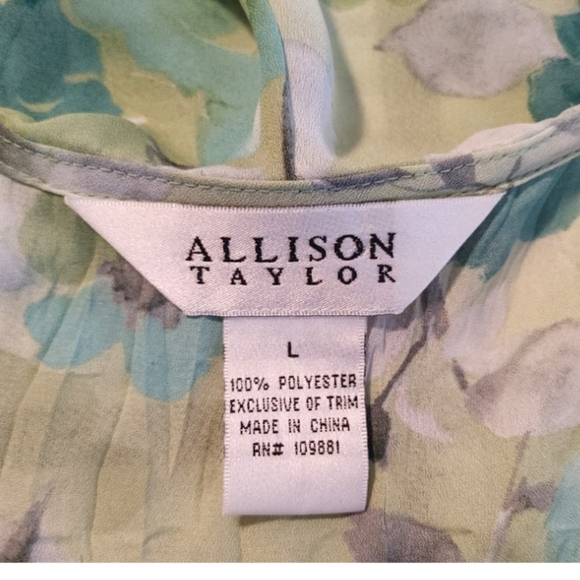 ALLISON
TAYLOR
L
100% POLYESTER
EXCLUSIVE OF TRIM
MADE IN CHINA
RN# 109881